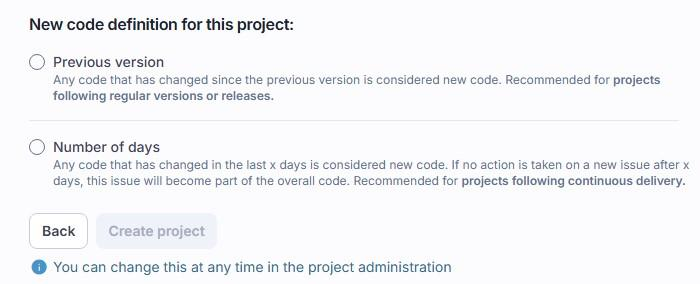 New code definition for this project:
Previous version
Any code that has changed since the previous version is considered new code. Recommended for projects
following regular versions or releases.
Number of days
Any code that has changed in the last x days is considered new code. If no action is taken on a new issue after x
days, this issue will become part of the overall code. Recommended for projects following continuous delivery.
Back Create project
You can change this at any time in the project administration